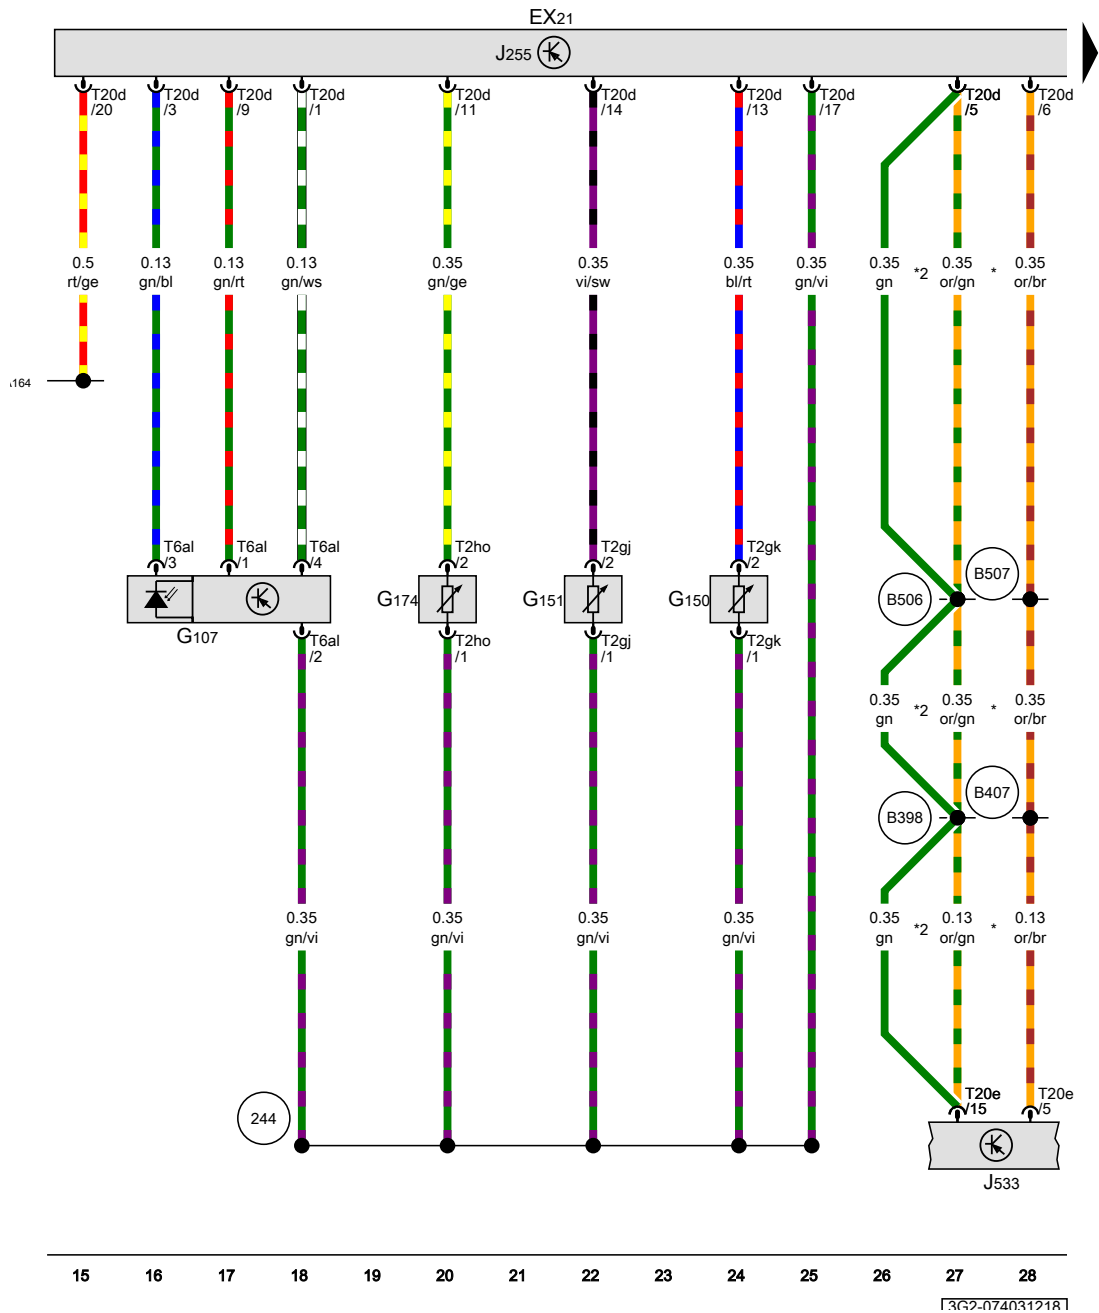 EX21
J255
T20d /20
T20d /3
T20d /9
T20d /1
T20d /11
T20d /14
T20d /13
T20d /17
T20d /5
T20d /6
0.5 rt/ge
0.13 gn/bl
0.13 gn/rt
0.13 gn/ws
0.35 gn/ge
0.35 vi/sw
0.35 bl/rt
0.35 gn/vi
0.35 gn
*2
0.35 or/gn
*
0.35 or/br
164
T6al /3
T6al /1
T6al /4
T2ho /2
T2gj /2
T2gk /2
G107
G174
G151
G150
B506
B507
T6al /2
T2ho /1
T2gj /1
T2gk /1
0.35 gn
*2
0.35 or/gn
*
0.35 or/br
B398
B407
0.35 gn/vi
0.35 gn/vi
0.35 gn/vi
0.35 gn/vi
0.35 gn
*2
0.13 or/gn
*
0.13 or/br
244
T20e /15
T20e /5
J533
15 16 17 18 19 20 21 22 23 24 25 26 27 28
3G2-074031218